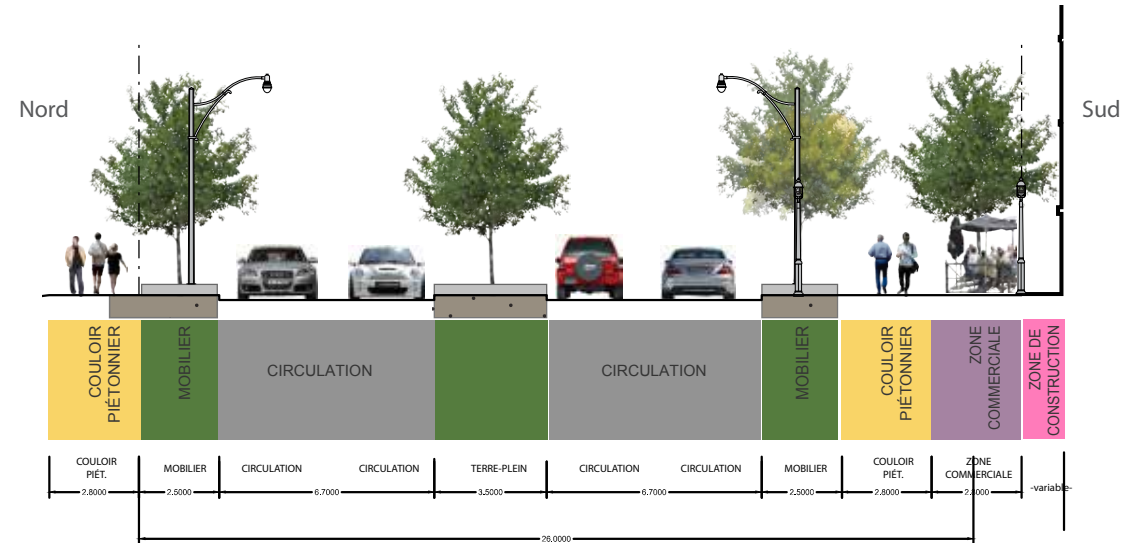 Nord
Sud
COULOIR
PIÉTONNIER
MOBILIER
CIRCULATION
CIRCULATION
MOBILIER
COULOIR
PIÉTONNIER
ZONE
COMMERCIALE
ZONE DE
CONSTRUCTION
COULOIR
PIÉT.
MOBILIER
CIRCULATION
CIRCULATION
TERRE-PLEIN
CIRCULATION
CIRCULATION
MOBILIER
COULOIR
PIÉT.
ZONE
COMMERCIALE
2.8000
2.5000
6.7000
3.5000
6.7000
2.5000
2.8000
-variable-
26.0000